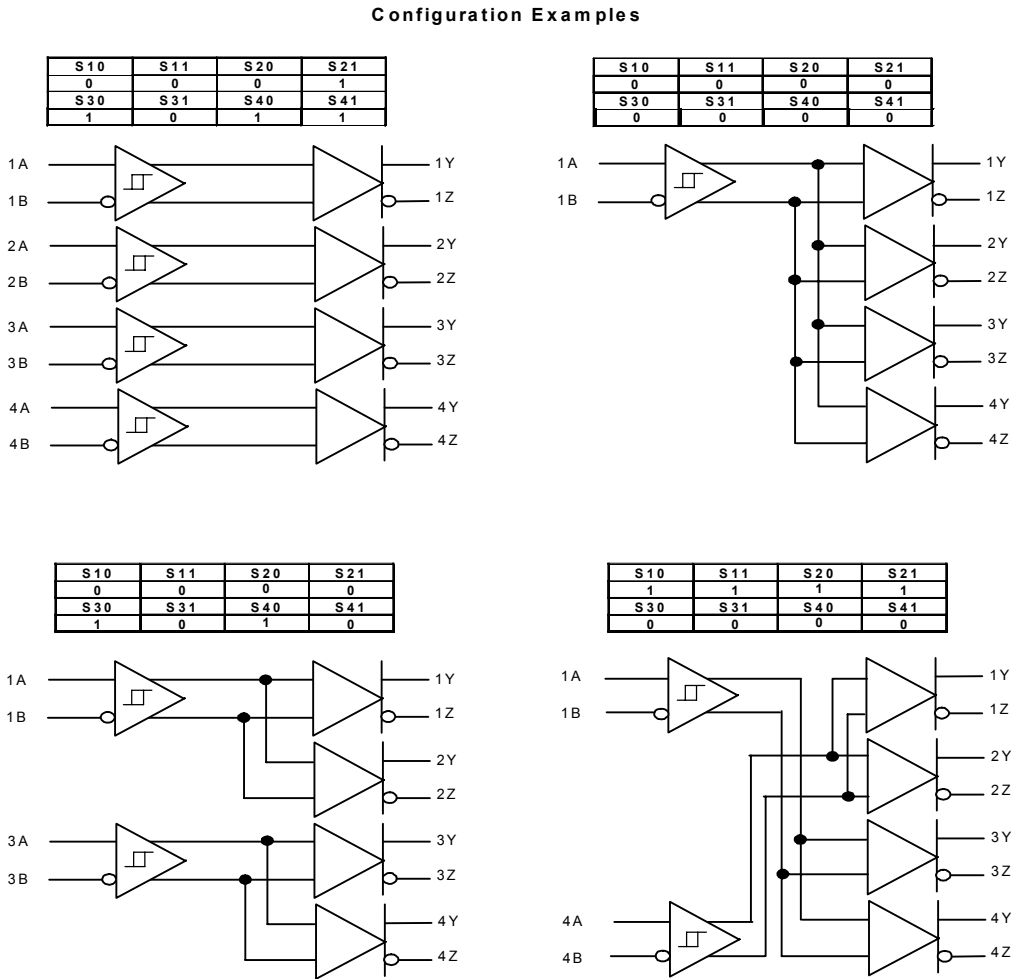 Configuration Examples
S10 S11 S20 S21
0 0 0 1
S30 S31 S40 S41
1 0 1 1
1A
1Y
1B
1Z
2A
2Y
2B
2Z
3A
3Y
3B
3Z
4A
4Y
4B
4Z
S10 S11 S20 S21
0 0 0 0
S30 S31 S40 S41
0 0 0 0
1A
1Y
1B
1Z
2Y
2Z
3Y
3Z
4Y
4Z
S10 S11 S20 S21
0 0 0 0
S30 S31 S40 S41
1 0 1 0
1A
1Y
1B
1Z
2Y
2Z
3A
3Y
3B
3Z
4Y
4Z
S10 S11 S20 S21
1 1 1 1
S30 S31 S40 S41
0 0 0 0
1A
1Y
1B
1Z
2Y
2Z
3Y
3Z
4A
4Y
4B
4Z